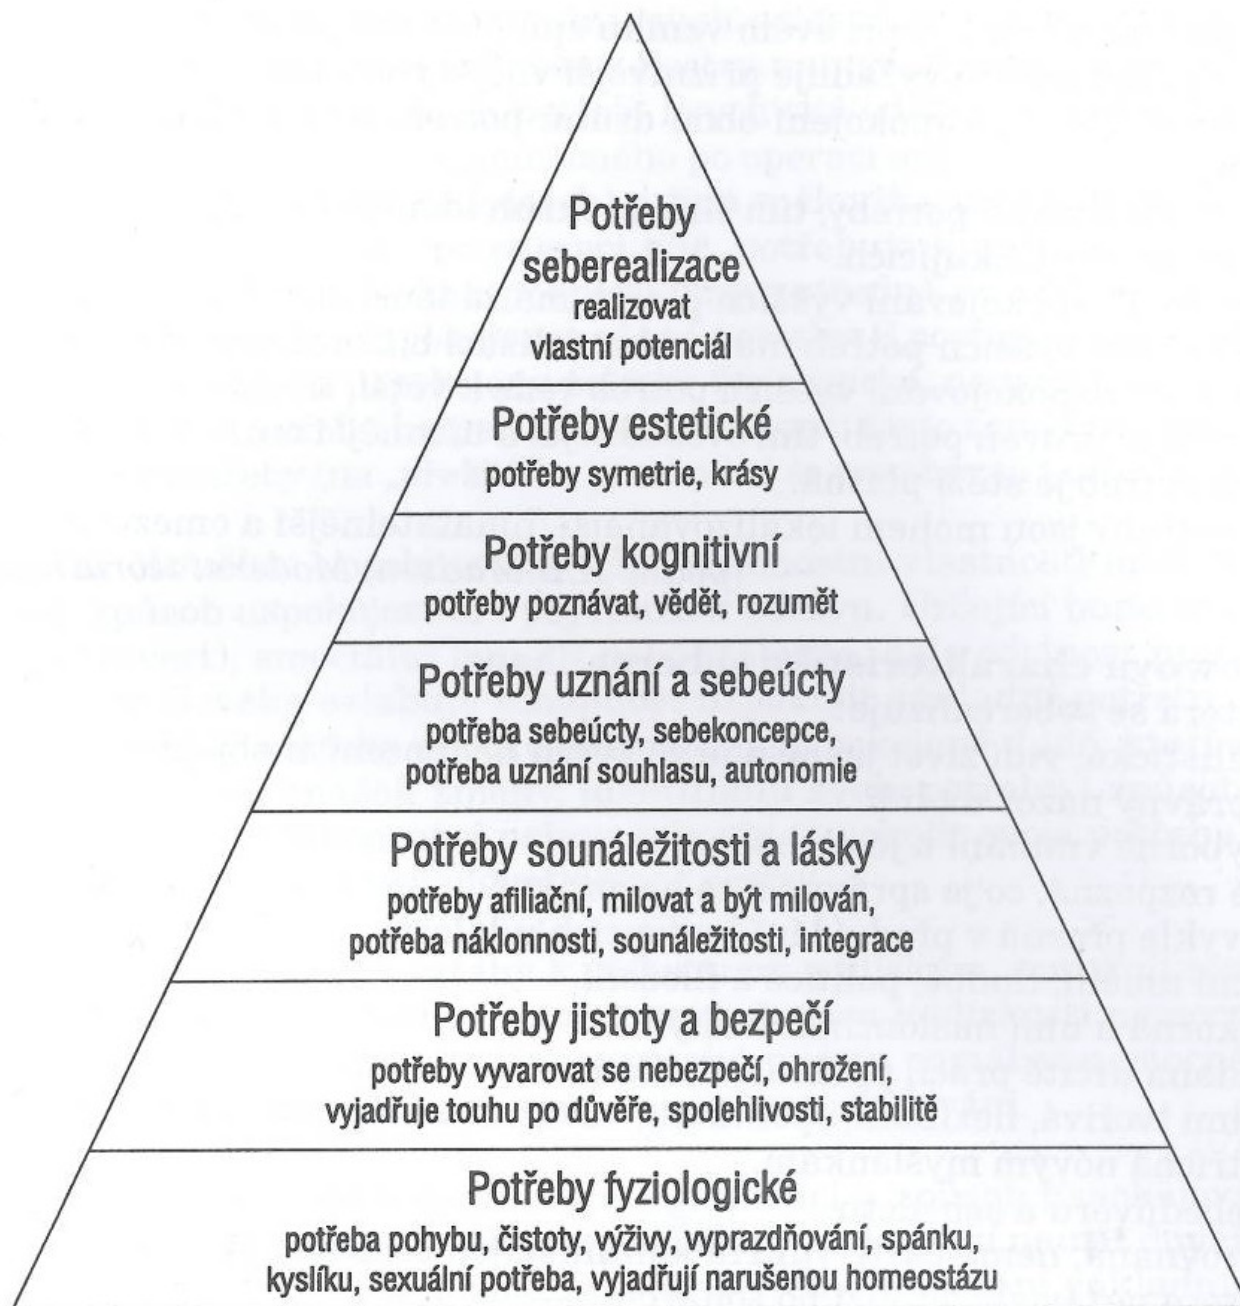 Potřeby
seberealizace
realizovat
vlastní potenciál
Potřeby estetické
potřeby symetrie, krásy
Potřeby kognitivní
potřeby poznávat, vědět, rozumět
Potřeby uznání a sebeúcty
potřeba sebeúcty, sebekoncepce,
potřeba uznání souhlasu, autonomie
Potřeby sounáležitosti a lásky
potřeby afiliační, milovat a být milován,
potřeba náklonnosti, sounáležitosti, integrace
Potřeby jistoty a bezpečí
potřeby vyvarovat se nebezpečí, ohrožení,
vyjadřuje touhu po důvěře, spolehlivosti, stabilitě
Potřeby fyziologické
potřeba pohybu, čistoty, výživy, vyprazdňování, spánku,
kyslíku, sexuální potřeba, vyjadřují narušenou homeostázu